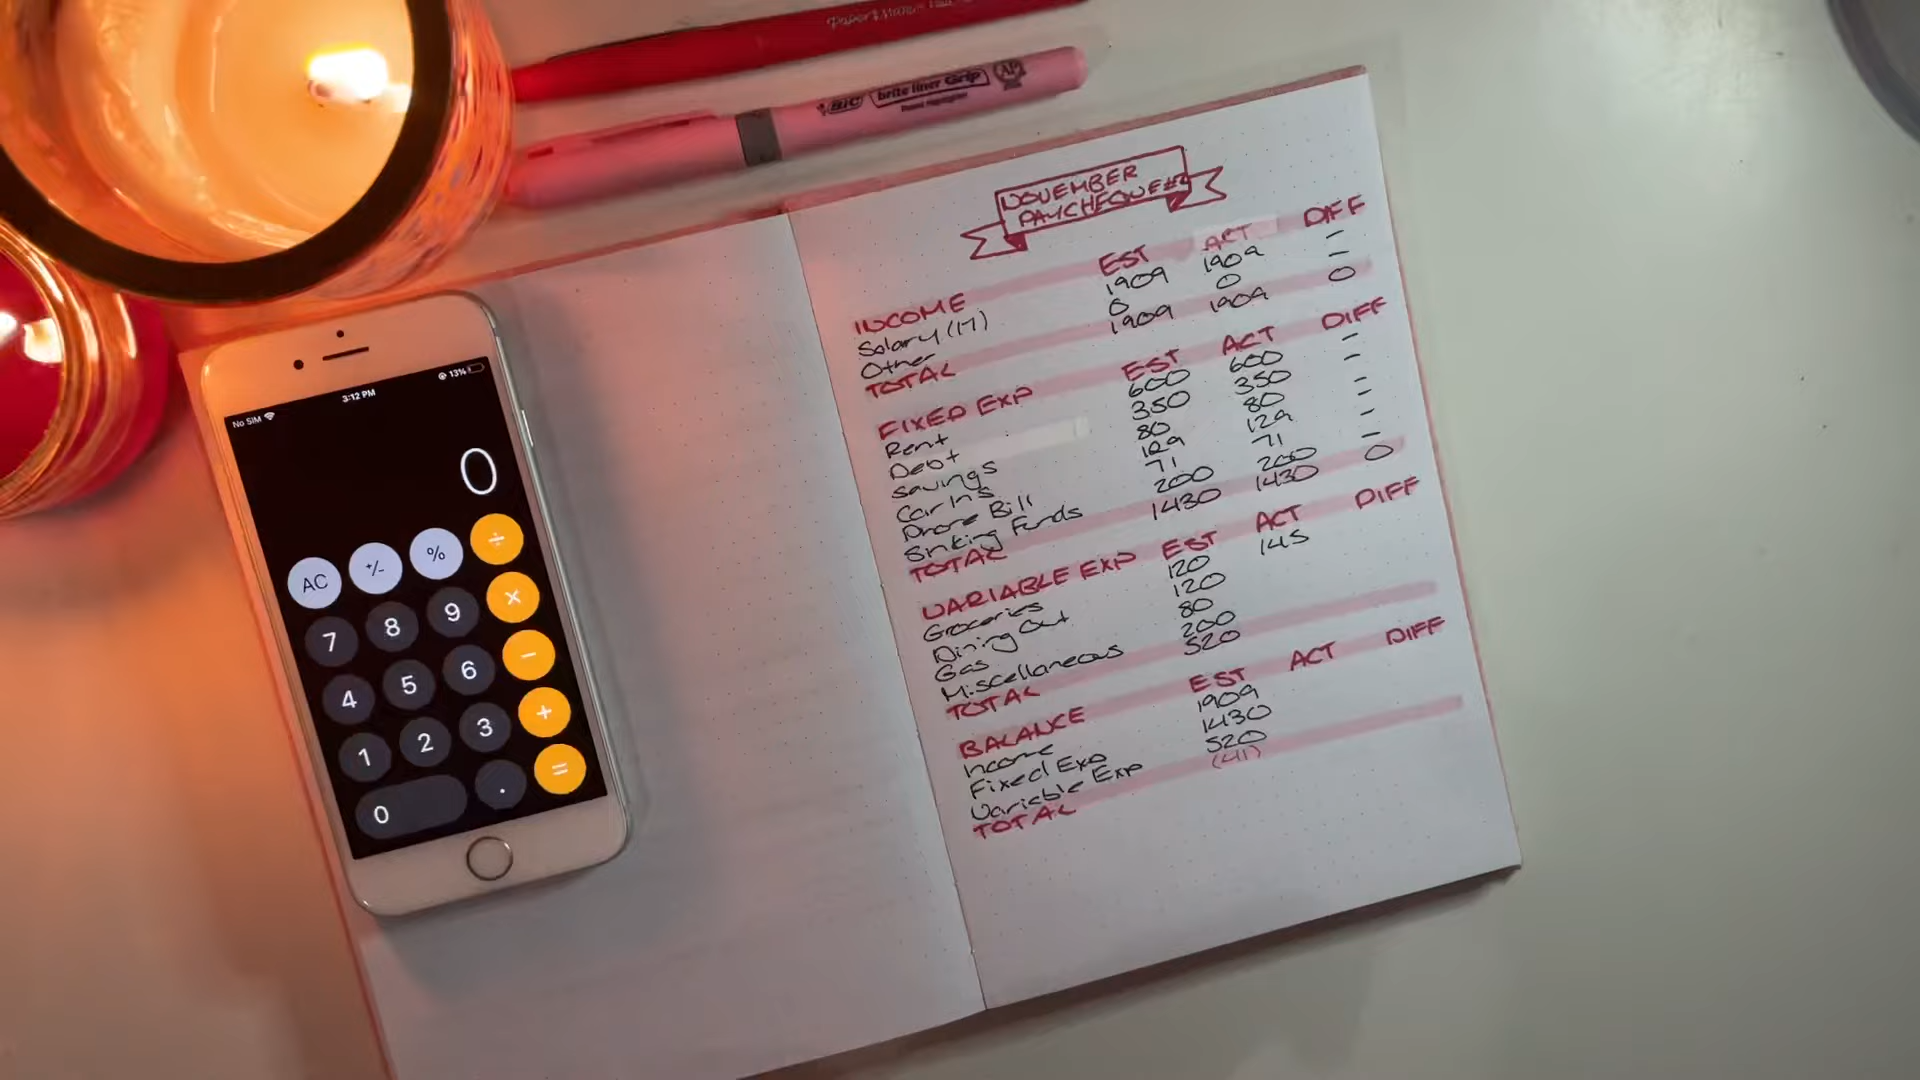 Paper Mate
BIC brite liner Grip AP
NOVEMBER
PAYCHEQUE #2
INCOME EST ACT DIFF
Salary (17) 1909 1909 -
Other 0 0 -
TOTAL 1909 1909 0
FIXED EXP EST ACT DIFF
Rent 600 600 -
Debt 350 350 -
Savings 80 80 -
Car Ins 129 129 -
Phone Bill 71 71 -
Sinking Funds 200 200 -
TOTAL 1430 1430 0
VARIABLE EXP EST ACT DIFF
Groceries 120 145
Dining Out 120
Gas 80
Miscellaneous 200
TOTAL 520
BALANCE EST ACT DIFF
Income 1909
Fixed Exp 1430
Variable Exp 520
TOTAL (41)
No SIM 3:12 PM 13%
0
AC +/- % ÷
7 8 9 ×
4 5 6 −
1 2 3 +
0 . =